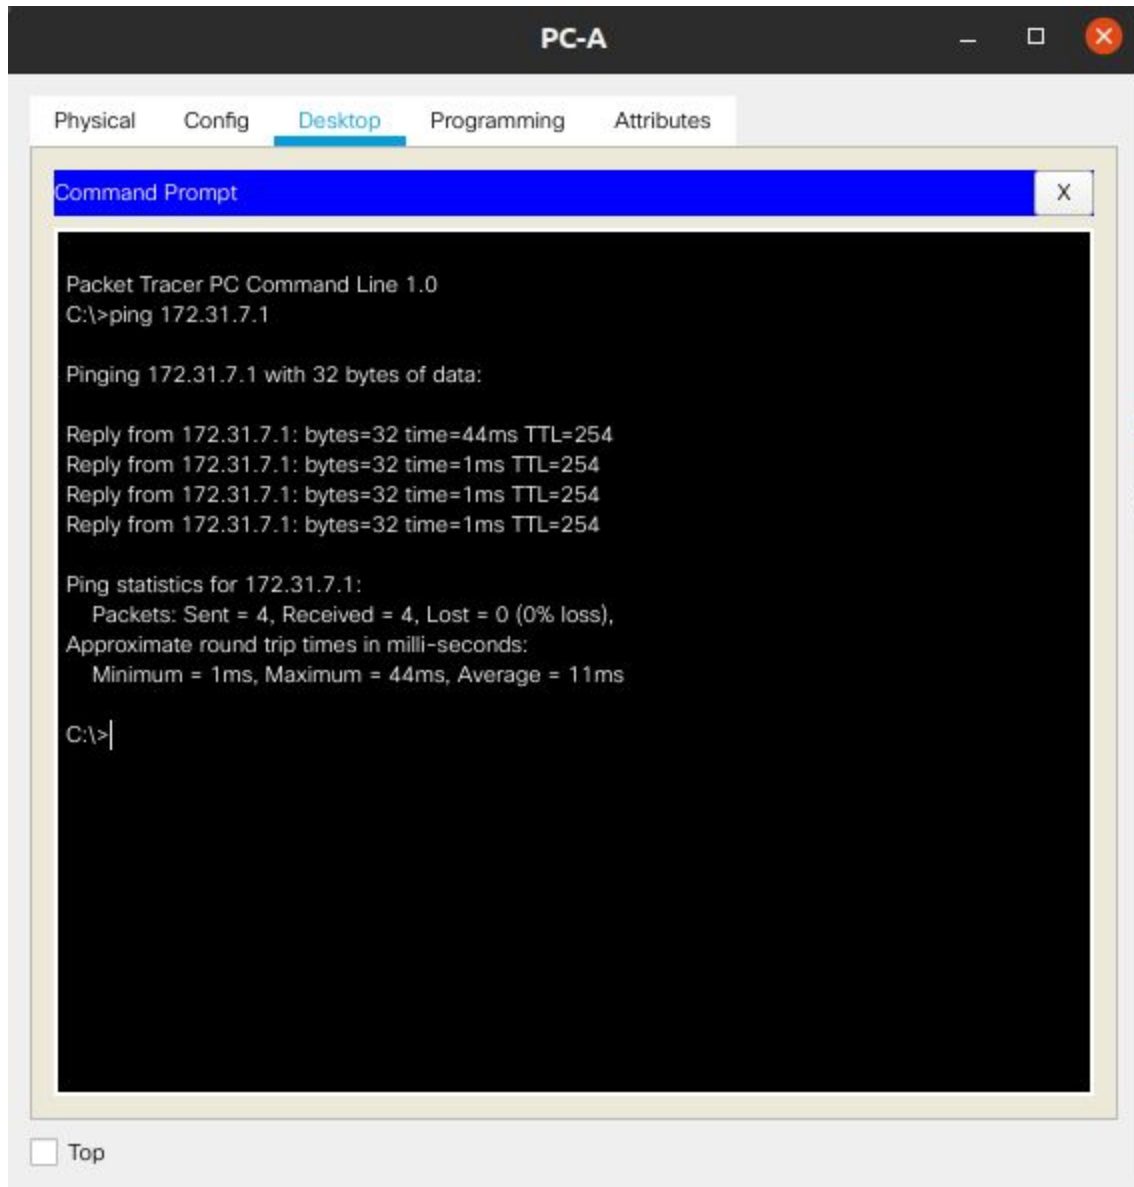 PC-A
Physical Config Desktop Programming Attributes
Command Prompt X
Packet Tracer PC Command Line 1.0
C:\>ping 172.31.7.1
Pinging 172.31.7.1 with 32 bytes of data:
Reply from 172.31.7.1: bytes=32 time=44ms TTL=254
Reply from 172.31.7.1: bytes=32 time=1ms TTL=254
Reply from 172.31.7.1: bytes=32 time=1ms TTL=254
Reply from 172.31.7.1: bytes=32 time=1ms TTL=254
Ping statistics for 172.31.7.1:
Packets: Sent = 4, Received = 4, Lost = 0 (0% loss),
Approximate round trip times in milli-seconds:
Minimum = 1ms, Maximum = 44ms, Average = 11ms
C:\>
Top